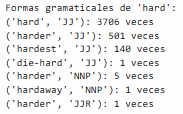 Formas gramaticales de 'hard':
('hard', 'JJ'): 3706 veces
('harder', 'JJ'): 501 veces
('hardest', 'JJ'): 140 veces
('die-hard', 'JJ'): 1 veces
('harder', 'NNP'): 5 veces
('hardaway', 'NNP'): 1 veces
('harder', 'JJR'): 1 veces